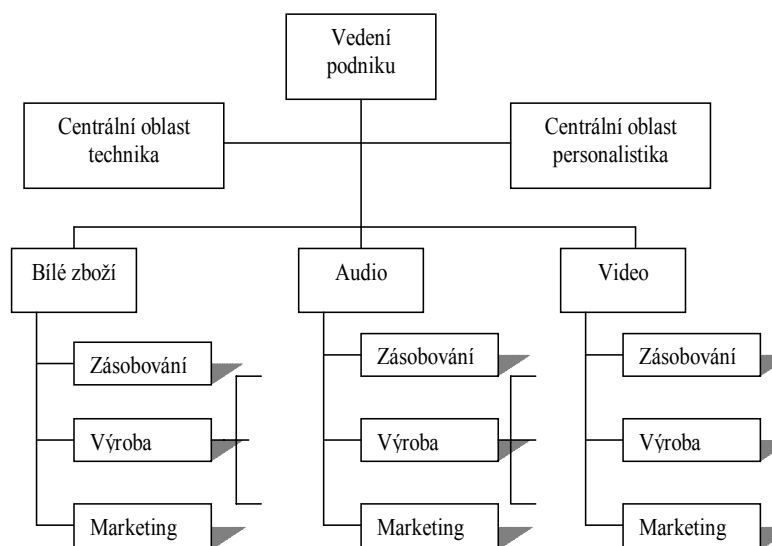 Vedení
podniku
Centrální oblast
technika
Centrální oblast
personalistika
Bílé zboží
Audio
Video
Zásobování
Zásobování
Zásobování
Výroba
Výroba
Výroba
Marketing
Marketing
Marketing